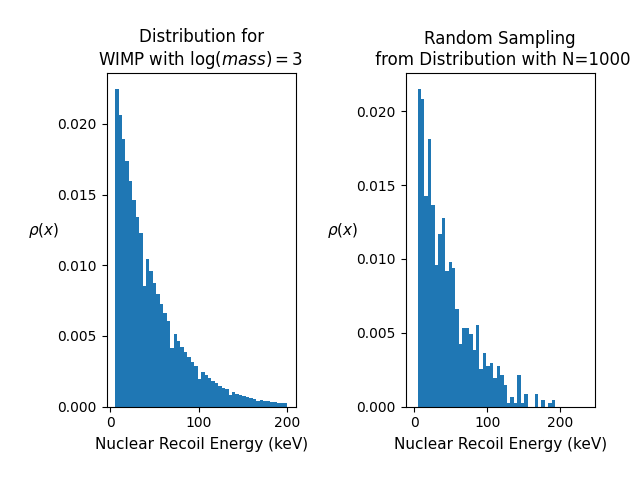 Distribution for
WIMP with log(mass) = 3
0.020
0.015
0.010
0.005
0.000
ρ(x)
0
100
200
Nuclear Recoil Energy (keV)
Random Sampling
from Distribution with N=1000
0.020
0.015
0.010
0.005
0.000
ρ(x)
0
100
200
Nuclear Recoil Energy (keV)